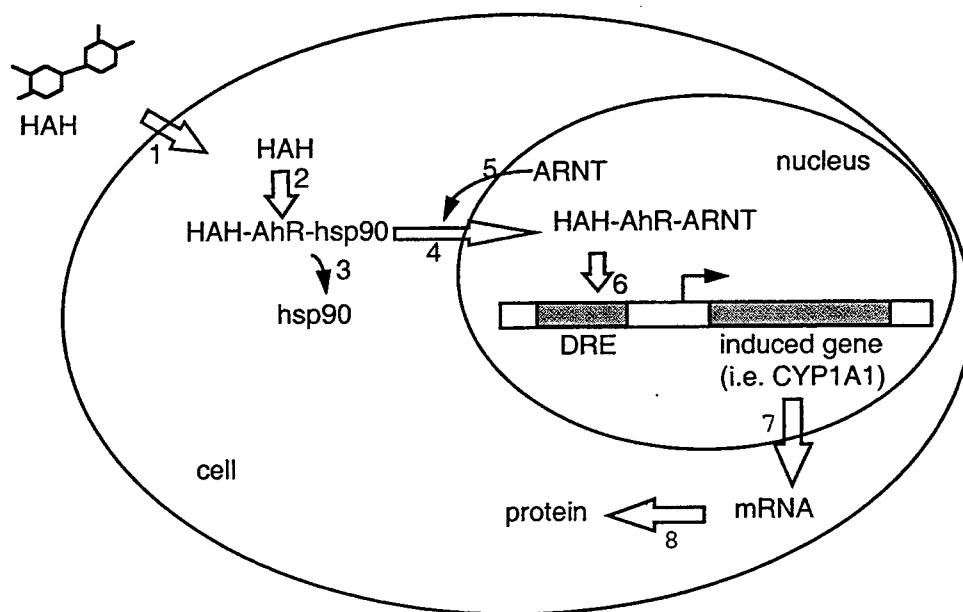 HAH
1
HAH
2
HAH-AhR-hsp90
3
hsp90
4
5
ARNT
nucleus
HAH-AhR-ARNT
6
DRE
induced gene
(i.e. CYP1A1)
7
cell
mRNA
8
protein